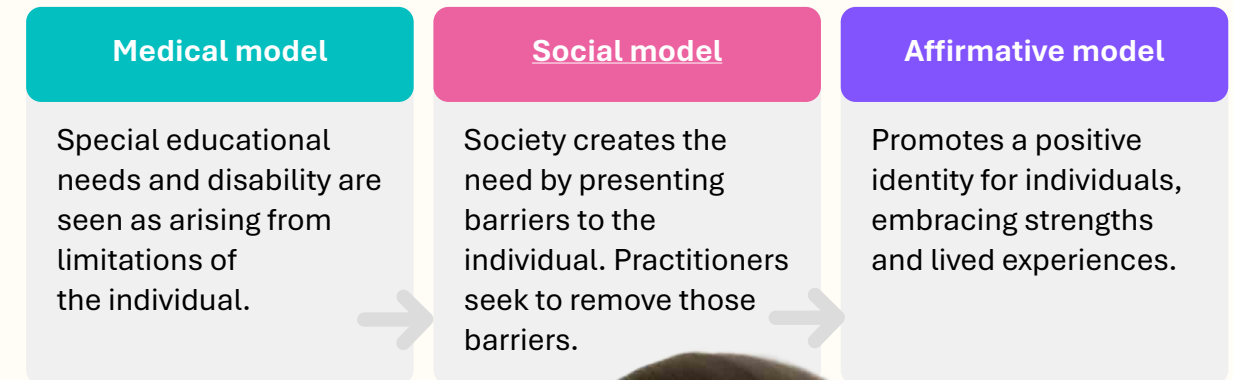 Medical model
Special educational
needs and disability are
seen as arising from
limitations of
the individual.
Social model
Society creates the
need by presenting
barriers to the
individual. Practitioners
seek to remove those
barriers.
Affirmative model
Promotes a positive
identity for individuals,
embracing strengths
and lived experiences.